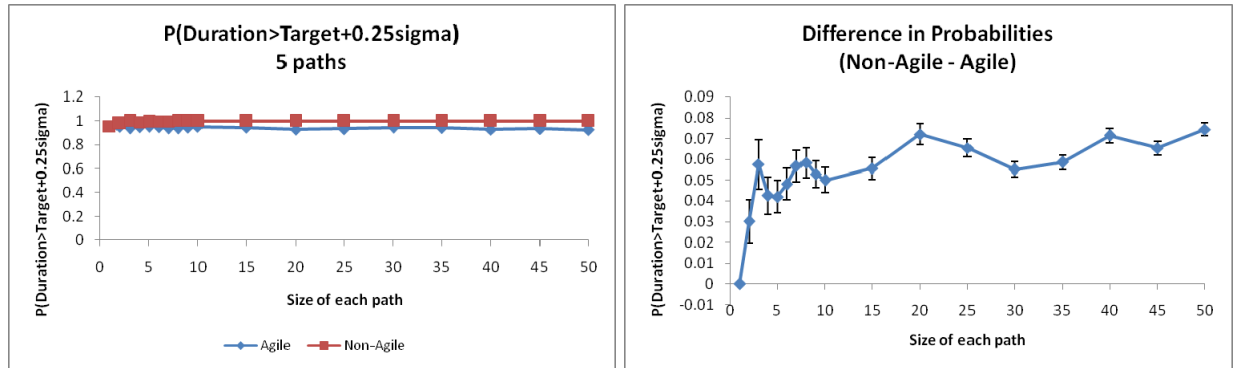 P(Duration>Target+0.25sigma)
5 paths
P(Duration>Target+0.25sigma)
1.2
1
0.8
0.6
0.4
0.2
0
0 5 10 15 20 25 30 35 40 45 50
Size of each path
Agile Non-Agile
Difference in Probabilities
(Non-Agile - Agile)
P(Duration>Target+0.25sigma)
0.09
0.08
0.07
0.06
0.05
0.04
0.03
0.02
0.01
0
-0.01
0 5 10 15 20 25 30 35 40 45 50
Size of each path